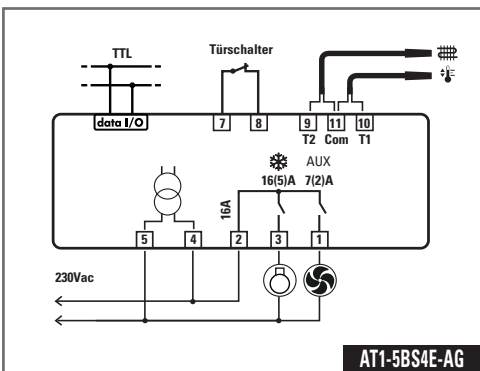 TTL
Türschalter
data I/O
7 8 9 11 10
T2 Com T1
AUX
16(5)A 7(2)A
16A
5 4 2 3 1
230Vac
AT1-5BS4E-AG